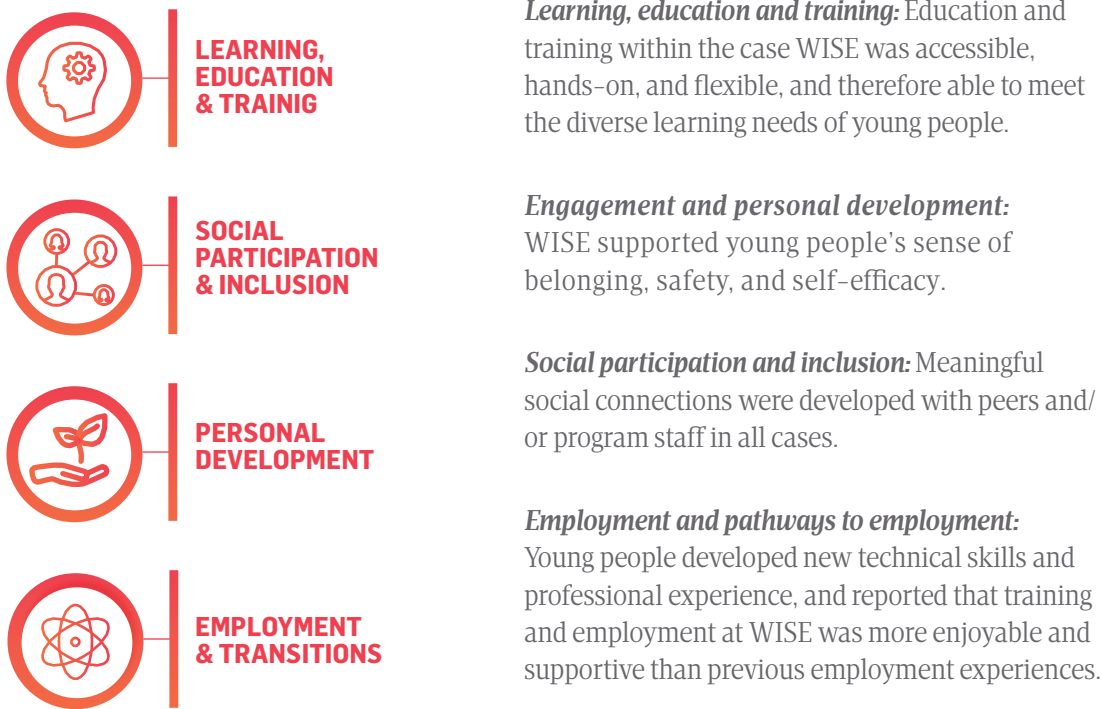 LEARNING,
EDUCATION
& TRAINIG
SOCIAL
PARTICIPATION
& INCLUSION
PERSONAL
DEVELOPMENT
EMPLOYMENT
& TRANSITIONS
Learning, education and training: Education and
training within the case WISE was accessible,
hands-on, and flexible, and therefore able to meet
the diverse learning needs of young people.
Engagement and personal development:
WISE supported young people’s sense of
belonging, safety, and self-efficacy.
Social participation and inclusion: Meaningful
social connections were developed with peers and/
or program staff in all cases.
Employment and pathways to employment:
Young people developed new technical skills and
professional experience, and reported that training
and employment at WISE was more enjoyable and
supportive than previous employment experiences.